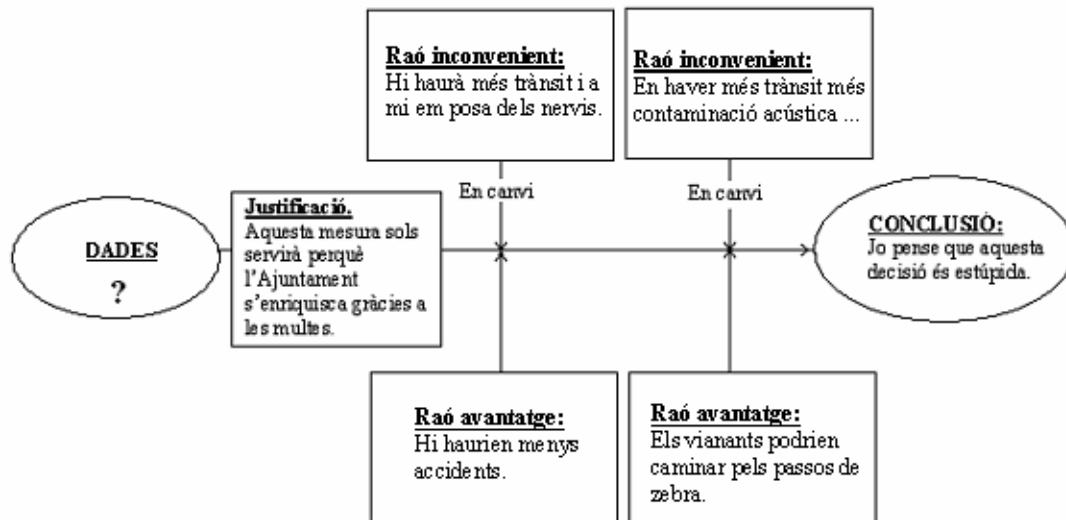 Raó inconvenient:
Hi haurà més trànsit i a
mi em posa dels nervis.
Raó inconvenient:
En haver més trànsit més
contaminació acústica ...
En canvi
En canvi
DADES
?
Justificació.
Aquesta mesura sols
servirà perquè
l'Ajuntament
s'enriquisca gràcies a
les multes.
CONCLUSIÒ:
Jo pense que aquesta
decisió és estúpida.
Raó avantatge:
Hi haurien menys
accidents.
Raó avantatge:
Els vianants podrien
caminar pels passos de
zebra.